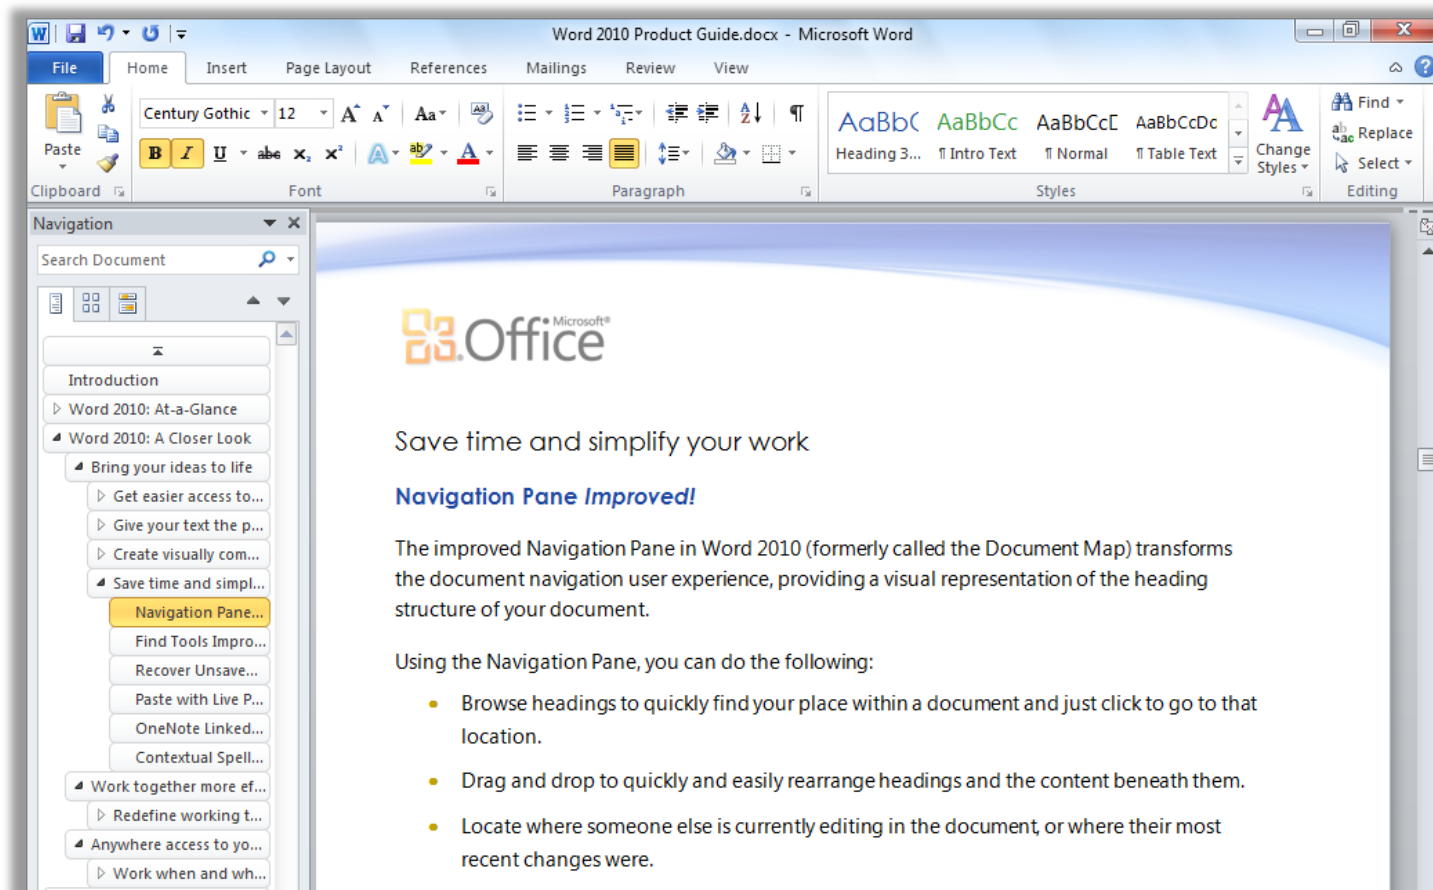 Word 2010 Product Guide.docx - Microsoft Word
File Home Insert Page Layout References Mailings Review View
Century Gothic 12 Aa
Paste
B I U abc X₂ X² A ab A
AaBb( AaBbCc AaBbCcD AaBbCcDc
Heading 3... ¶ Intro Text ¶ Normal ¶ Table Text
Change
Styles
Find
Replace
Select
Clipboard Font Paragraph Styles Editing
Navigation
Search Document
Introduction
Word 2010: At-a-Glance
Word 2010: A Closer Look
Bring your ideas to life
Get easier access to...
Give your text the p...
Create visually com...
Save time and simpl...
Navigation Pane...
Find Tools Impro...
Recover Unsave...
Paste with Live P...
OneNote Linked...
Contextual Spell...
Work together more ef...
Redefine working t...
Anywhere access to yo...
Work when and wh...
Microsoft®
Office
Save time and simplify your work
Navigation Pane Improved!
The improved Navigation Pane in Word 2010 (formerly called the Document Map) transforms
the document navigation user experience, providing a visual representation of the heading
structure of your document.
Using the Navigation Pane, you can do the following:
• Browse headings to quickly find your place within a document and just click to go to that
location.
• Drag and drop to quickly and easily rearrange headings and the content beneath them.
• Locate where someone else is currently editing in the document, or where their most
recent changes were.